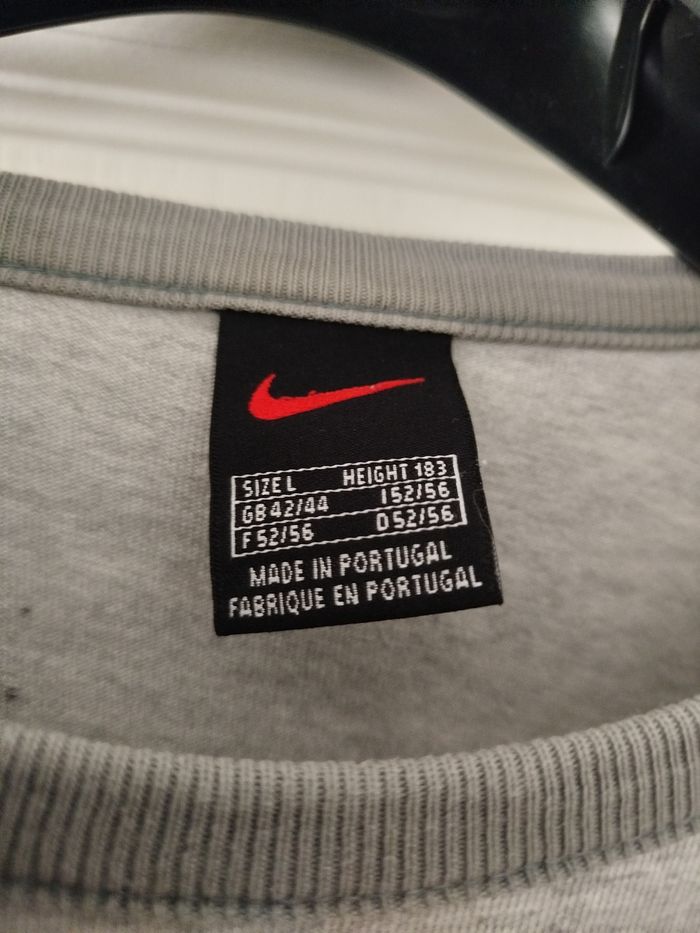 SIZE L HEIGHT 183
GB 42/44 I 52/56
F 52/56 D 52/56
MADE IN PORTUGAL
FABRIQUE EN PORTUGAL